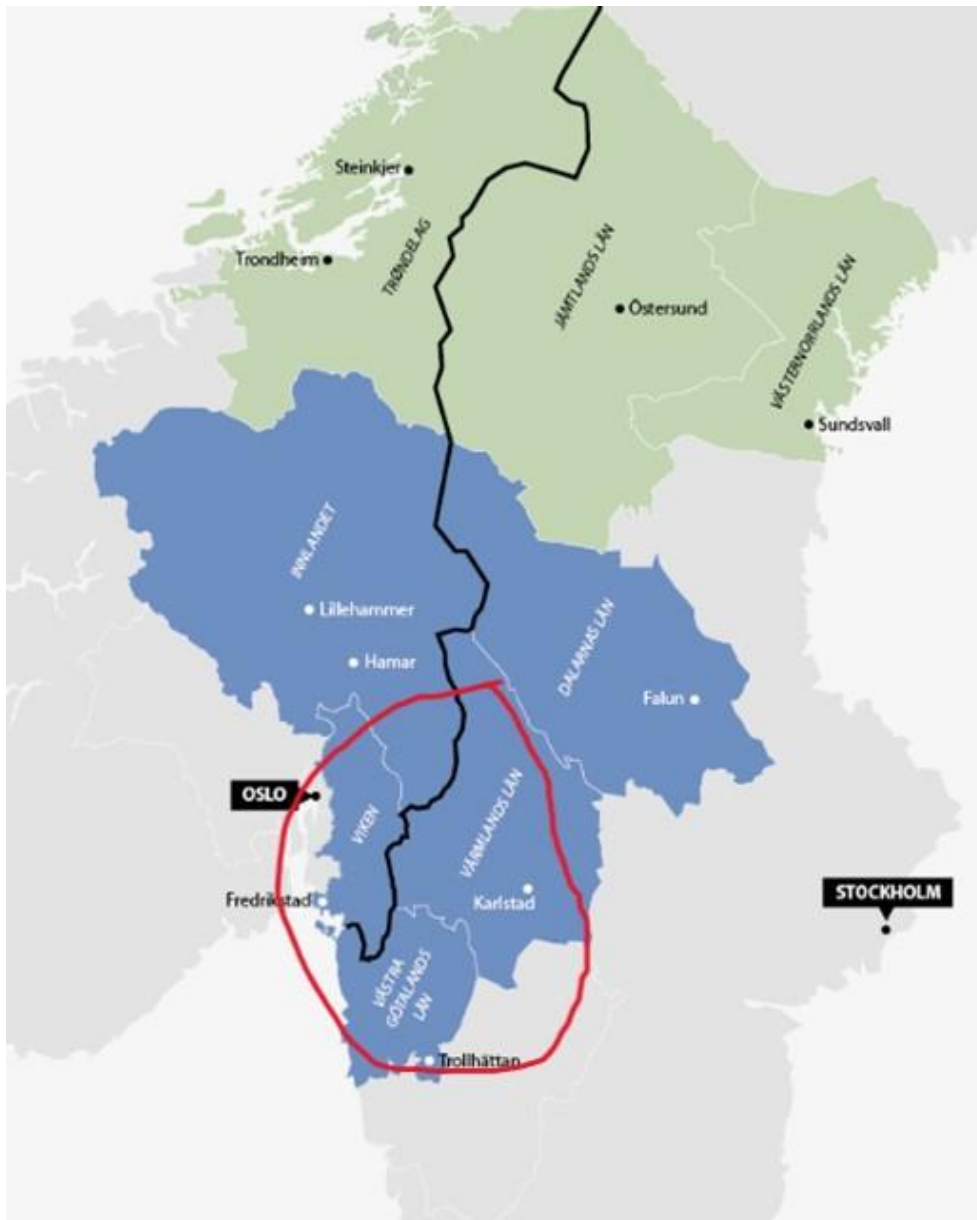 Steinkjer
TRØNDELAG
Trondheim
JÄMTLANDS LÄN
Östersund
VÄSTERNORRLANDS LÄN
Sundsvall
INNLANDET
Lillehammer
Hamar
DALARNAS LÄN
Falun
OSLO
VIKEN
VÄRMLANDS LÄN
Karlstad
Fredrikstad
STOCKHOLM
VÄSTRA
GÖTALANDS
LÄN
Trollhättan